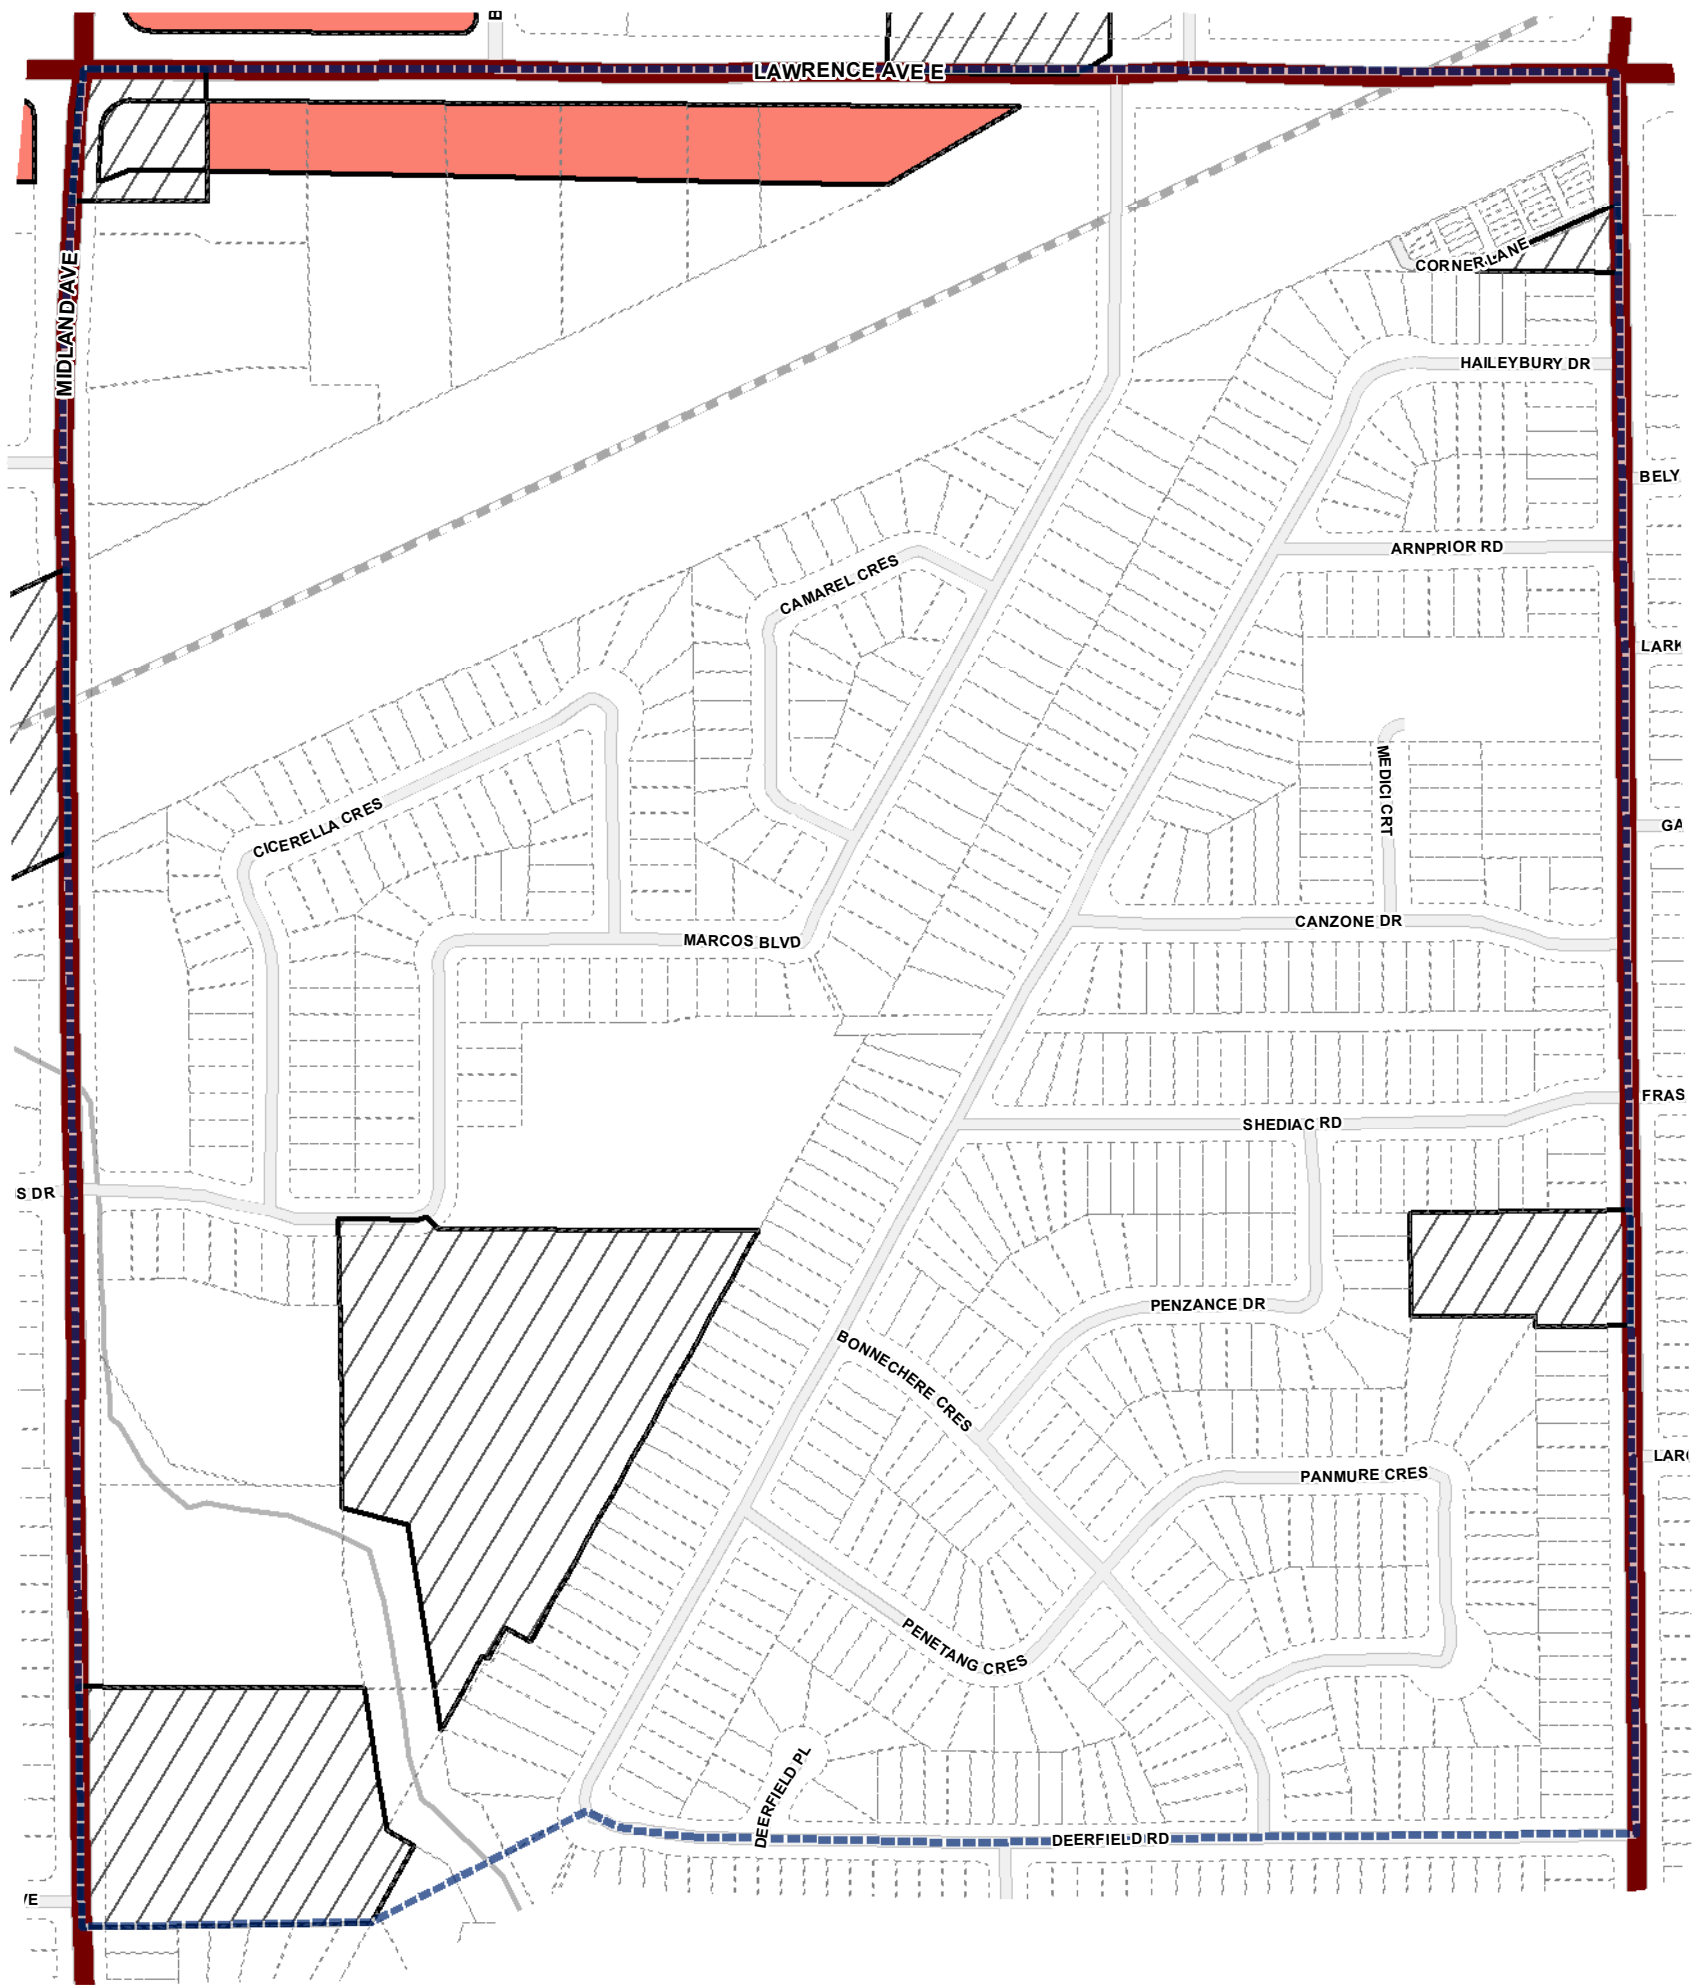 LAWRENCE AVE E
MIDLAND AVE
CORNER LANE
HAILEYBURY DR
BELY
ARNPRIOR RD
CAMAREL CRES
LARK
MEDICI CRT
CICERELLA CRES
GA
CANZONE DR
MARCOS BLVD
FRAS
SHEDIAC RD
S DR
PENZANCE DR
BONNECHERE CRES
PANMURE CRES
PENETANG CRES
DEERFIELD PL
DEERFIELD RD
VE